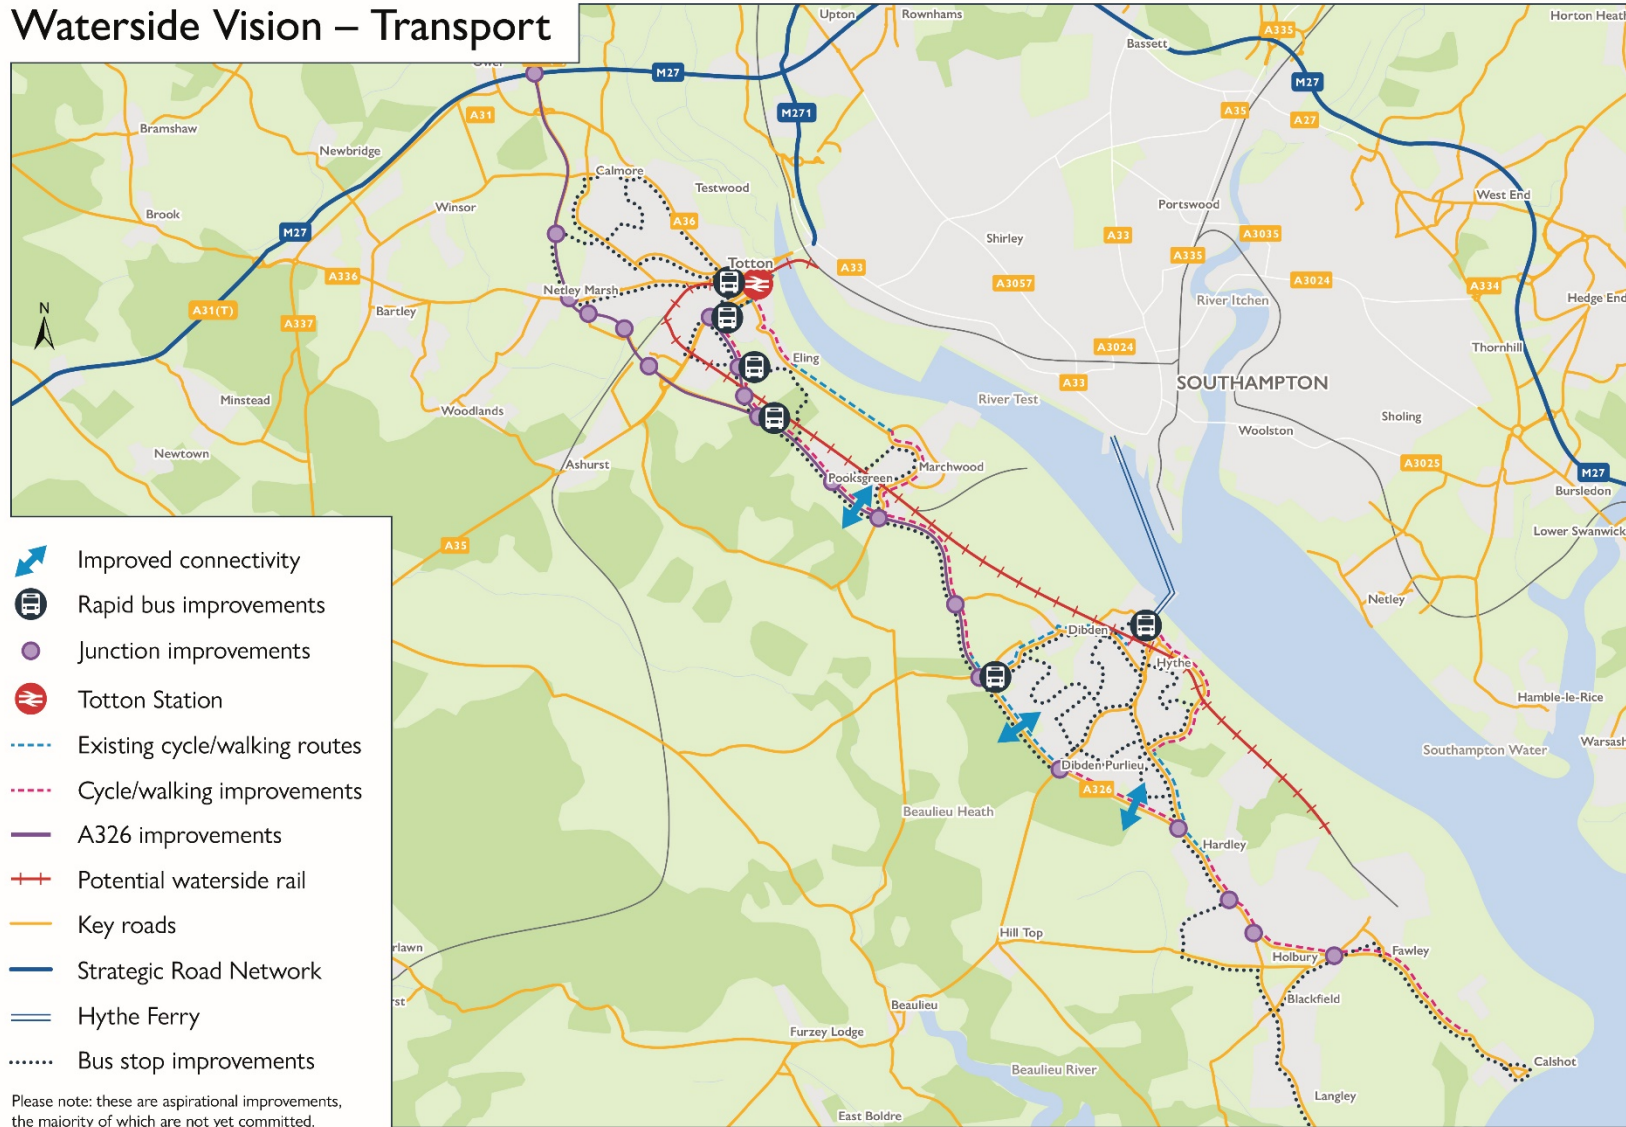 Waterside Vision – Transport
Upton
Rownhams
Horton Heath
Bassett
A335
M27
M27
M271
A31
A35
A27
Bramshaw
Newbridge
Calmore
Testwood
West End
Brook
Winsor
A36
Portswood
M27
Shirley
A33
A335
A3035
Totton
A33
A336
A3057
A3024
A334
Netley Marsh
River Itchen
Hedge End
N
A31(T)
A337
Bartley
Eling
A3024
Thornhill
A33
SOUTHAMPTON
Minstead
Woodlands
River Test
Sholing
Woolston
Newtown
Ashurst
Marchwood
A3025
M27
Pooksgreen
Bursledon
Lower Swanwick
A35
Netley
Dibden
Hythe
Hamble-le-Rice
Southampton Water
Warsash
Dibden Purlieu
A326
Beaulieu Heath
Hardley
Hill Top
Holbury
Fawley
Blackfield
Beaulieu
Furzey Lodge
Calshot
Beaulieu River
Langley
East Boldre
Improved connectivity
Rapid bus improvements
Junction improvements
Totton Station
Existing cycle/walking routes
Cycle/walking improvements
A326 improvements
Potential waterside rail
Key roads
Strategic Road Network
Hythe Ferry
Bus stop improvements
Please note: these are aspirational improvements,
the majority of which are not yet committed.